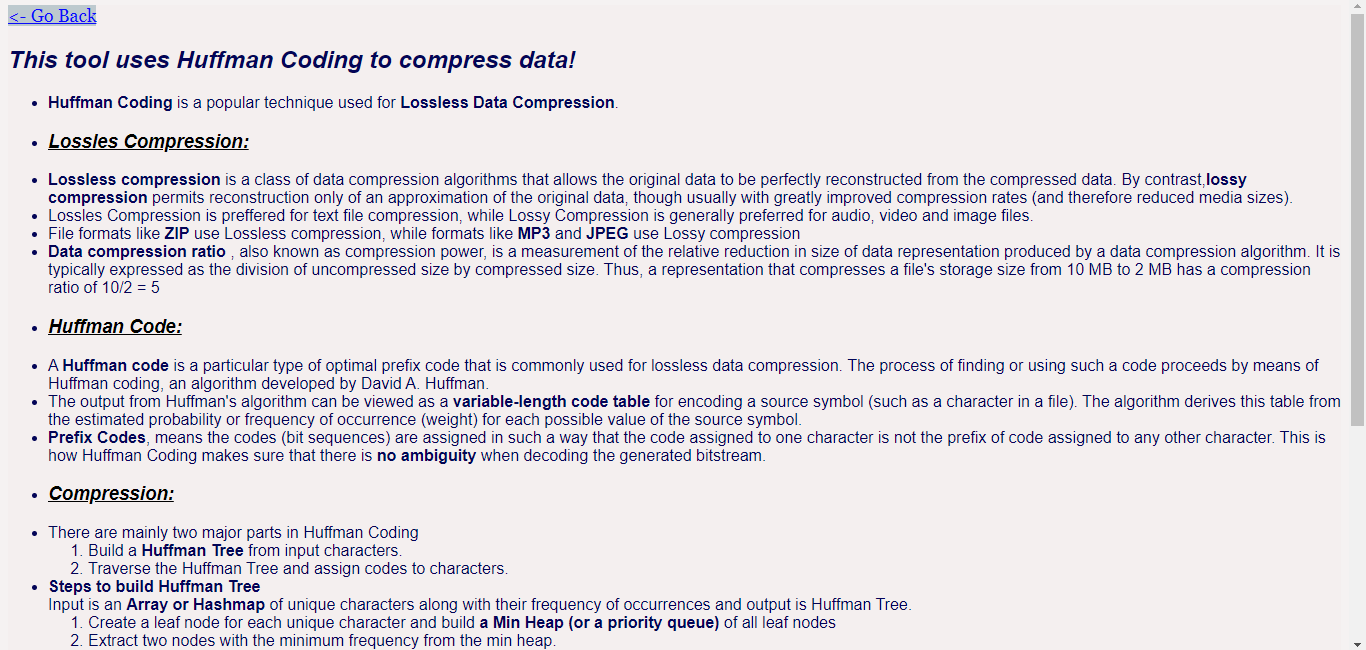 <- Go Back
This tool uses Huffman Coding to compress data!
Huffman Coding is a popular technique used for Lossless Data Compression.
Lossles Compression:
Lossless compression is a class of data compression algorithms that allows the original data to be perfectly reconstructed from the compressed data. By contrast,lossy
compression permits reconstruction only of an approximation of the original data, though usually with greatly improved compression rates (and therefore reduced media sizes).
Lossles Compression is preffered for text file compression, while Lossy Compression is generally preferred for audio, video and image files.
File formats like ZIP use Lossless compression, while formats like MP3 and JPEG use Lossy compression
Data compression ratio , also known as compression power, is a measurement of the relative reduction in size of data representation produced by a data compression algorithm. It is
typically expressed as the division of uncompressed size by compressed size. Thus, a representation that compresses a file's storage size from 10 MB to 2 MB has a compression
ratio of 10/2 = 5
Huffman Code:
A Huffman code is a particular type of optimal prefix code that is commonly used for lossless data compression. The process of finding or using such a code proceeds by means of
Huffman coding, an algorithm developed by David A. Huffman.
The output from Huffman's algorithm can be viewed as a variable-length code table for encoding a source symbol (such as a character in a file). The algorithm derives this table from
the estimated probability or frequency of occurrence (weight) for each possible value of the source symbol.
Prefix Codes, means the codes (bit sequences) are assigned in such a way that the code assigned to one character is not the prefix of code assigned to any other character. This is
how Huffman Coding makes sure that there is no ambiguity when decoding the generated bitstream.
Compression:
There are mainly two major parts in Huffman Coding
1. Build a Huffman Tree from input characters.
2. Traverse the Huffman Tree and assign codes to characters.
Steps to build Huffman Tree
Input is an Array or Hashmap of unique characters along with their frequency of occurrences and output is Huffman Tree.
1. Create a leaf node for each unique character and build a Min Heap (or a priority queue) of all leaf nodes
2. Extract two nodes with the minimum frequency from the min heap.